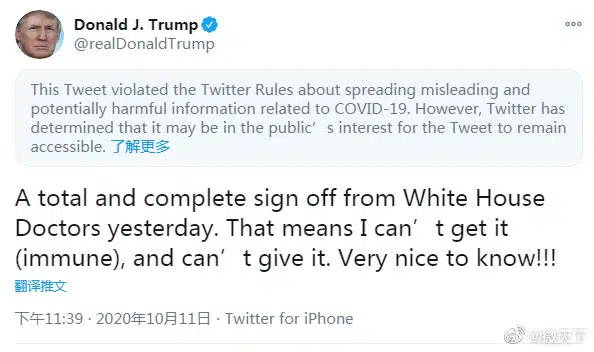 Donald J. Trump
@realDonaldTrump
This Tweet violated the Twitter Rules about spreading misleading and
potentially harmful information related to COVID-19. However, Twitter has
determined that it may be in the public’s interest for the Tweet to remain
accessible. 了解更多
A total and complete sign off from White House
Doctors yesterday. That means I can’t get it
(immune), and can’t give it. Very nice to know!!!
翻译推文
下午11:39 · 2020年10月11日 · Twitter for iPhone
@微天下